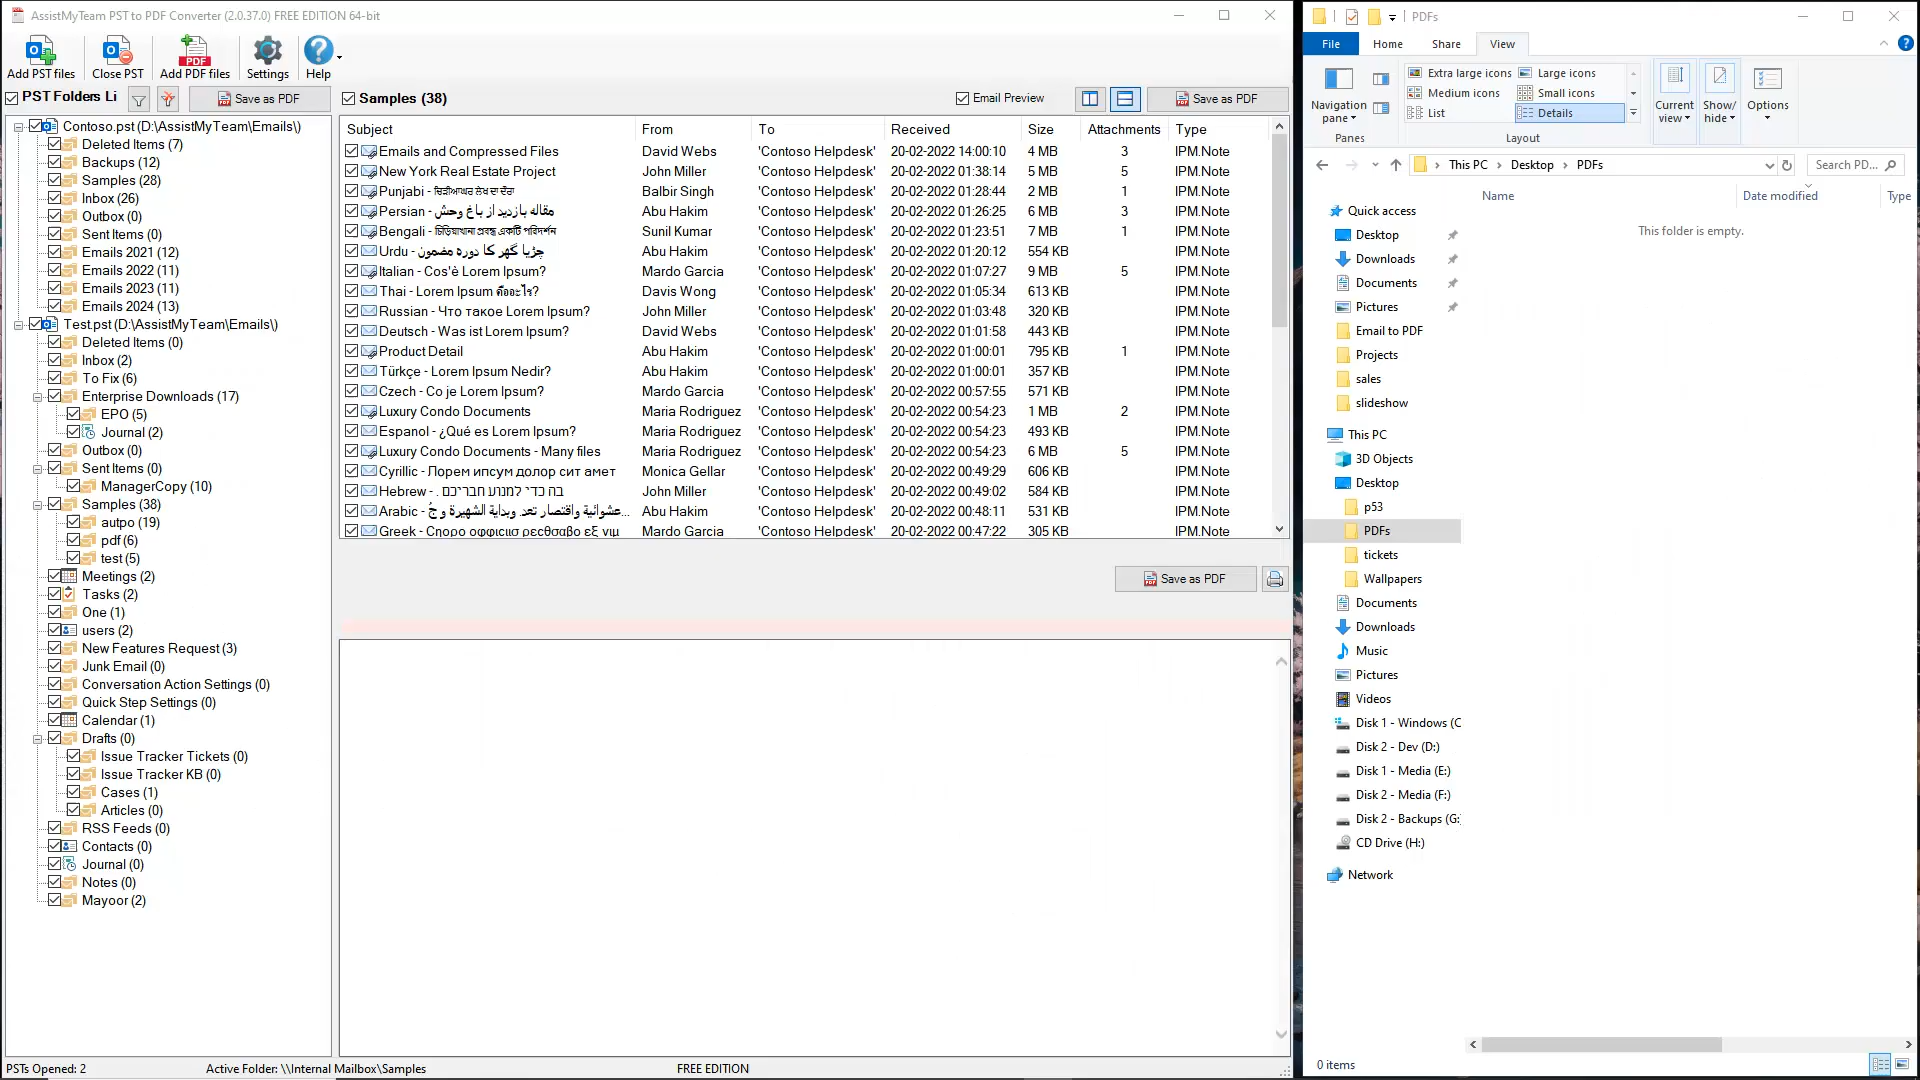 AssistMyTeam PST to PDF Converter (2.0.37.0) FREE EDITION 64-bit
Add PST files
Close PST
Add PDF files
Settings
Help
PST Folders Li
Save as PDF
Contoso.pst (D:\AssistMyTeam\Emails\)
Deleted Items (7)
Backups (12)
Samples (28)
Inbox (26)
Outbox (0)
Sent Items (0)
Emails 2021 (12)
Emails 2022 (11)
Emails 2023 (11)
Emails 2024 (13)
Test.pst (D:\AssistMyTeam\Emails\)
Deleted Items (0)
Inbox (2)
To Fix (6)
Enterprise Downloads (17)
EPO (5)
Journal (2)
Outbox (0)
Sent Items (0)
ManagerCopy (10)
Samples (38)
autpo (19)
pdf (6)
test (5)
Meetings (2)
Tasks (2)
One (1)
users (2)
New Features Request (3)
Junk Email (0)
Conversation Action Settings (0)
Quick Step Settings (0)
Calendar (1)
Drafts (0)
Issue Tracker Tickets (0)
Issue Tracker KB (0)
Cases (1)
Articles (0)
RSS Feeds (0)
Contacts (0)
Journal (0)
Notes (0)
Mayoor (2)
Samples (38)
Email Preview
Save as PDF
Subject From To Received Size Attachments Type
Emails and Compressed Files David Webs 'Contoso Helpdesk' 20-02-2022 14:00:10 4 MB 3 IPM.Note
New York Real Estate Project John Miller 'Contoso Helpdesk' 20-02-2022 01:38:14 5 MB 5 IPM.Note
Punjabi - ਚਿੜੀਆਘਰ ਲੇਖ ਦਾ ਦੌਰਾ Balbir Singh 'Contoso Helpdesk' 20-02-2022 01:28:44 2 MB 1 IPM.Note
Persian - مقاله بازدید از باغ وحش Abu Hakim 'Contoso Helpdesk' 20-02-2022 01:26:25 6 MB 3 IPM.Note
Bengali - চিড়িয়াখানা প্রবন্ধ একটি পরিদর্শন Sunil Kumar 'Contoso Helpdesk' 20-02-2022 01:23:51 7 MB 1 IPM.Note
Urdu - چڑیا گھر کا دورہ مضمون Abu Hakim 'Contoso Helpdesk' 20-02-2022 01:20:12 554 KB IPM.Note
Italian - Cos'è Lorem Ipsum? Mardo Garcia 'Contoso Helpdesk' 20-02-2022 01:07:27 9 MB 5 IPM.Note
Thai - Lorem Ipsum คืออะไร? Davis Wong 'Contoso Helpdesk' 20-02-2022 01:05:34 613 KB IPM.Note
Russian - Что такое Lorem Ipsum? John Miller 'Contoso Helpdesk' 20-02-2022 01:03:48 320 KB IPM.Note
Deutsch - Was ist Lorem Ipsum? David Webs 'Contoso Helpdesk' 20-02-2022 01:01:58 443 KB IPM.Note
Product Detail Abu Hakim 'Contoso Helpdesk' 20-02-2022 01:00:01 795 KB 1 IPM.Note
Türkçe - Lorem Ipsum Nedir? Abu Hakim 'Contoso Helpdesk' 20-02-2022 01:00:01 357 KB IPM.Note
Czech - Co je Lorem Ipsum? Mardo Garcia 'Contoso Helpdesk' 20-02-2022 00:57:55 571 KB IPM.Note
Luxury Condo Documents Maria Rodriguez 'Contoso Helpdesk' 20-02-2022 00:54:23 1 MB 2 IPM.Note
Espanol - ¿Qué es Lorem Ipsum? Maria Rodriguez 'Contoso Helpdesk' 20-02-2022 00:54:23 493 KB IPM.Note
Luxury Condo Documents - Many files Maria Rodriguez 'Contoso Helpdesk' 20-02-2022 00:54:23 6 MB 5 IPM.Note
Cyrillic - Лорем ипсум долор сит амет Monica Gellar 'Contoso Helpdesk' 20-02-2022 00:49:29 606 KB IPM.Note
Hebrew - . בה כדי למנוע חבריכם John Miller 'Contoso Helpdesk' 20-02-2022 00:49:02 584 KB IPM.Note
Arabic - عشوائية واقتصار تعد. وبداية الشهيرة و جُ... Abu Hakim 'Contoso Helpdesk' 20-02-2022 00:48:11 531 KB IPM.Note
Greek - Mardo Garcia 'Contoso Helpdesk' 20-02-2022 00:47:22 305 KB IPM.Note
Save as PDF
PSTs Opened: 2
Active Folder: \\Internal Mailbox\Samples
FREE EDITION
PDFs
File Home Share View
Navigation pane
Panes
Extra large icons Large icons
Medium icons Small icons
List Details
Layout
Current view
Show/ hide
Options
This PC Desktop PDFs
Search PD...
Name Date modified Type
This folder is empty.
Quick access
Desktop
Downloads
Documents
Pictures
Email to PDF
Projects
sales
slideshow
This PC
3D Objects
Desktop
p53
PDFs
tickets
Wallpapers
Documents
Downloads
Music
Pictures
Videos
Disk 1 - Windows (C
Disk 2 - Dev (D:)
Disk 1 - Media (E:)
Disk 2 - Media (F:)
Disk 2 - Backups (G:
CD Drive (H:)
Network
0 items